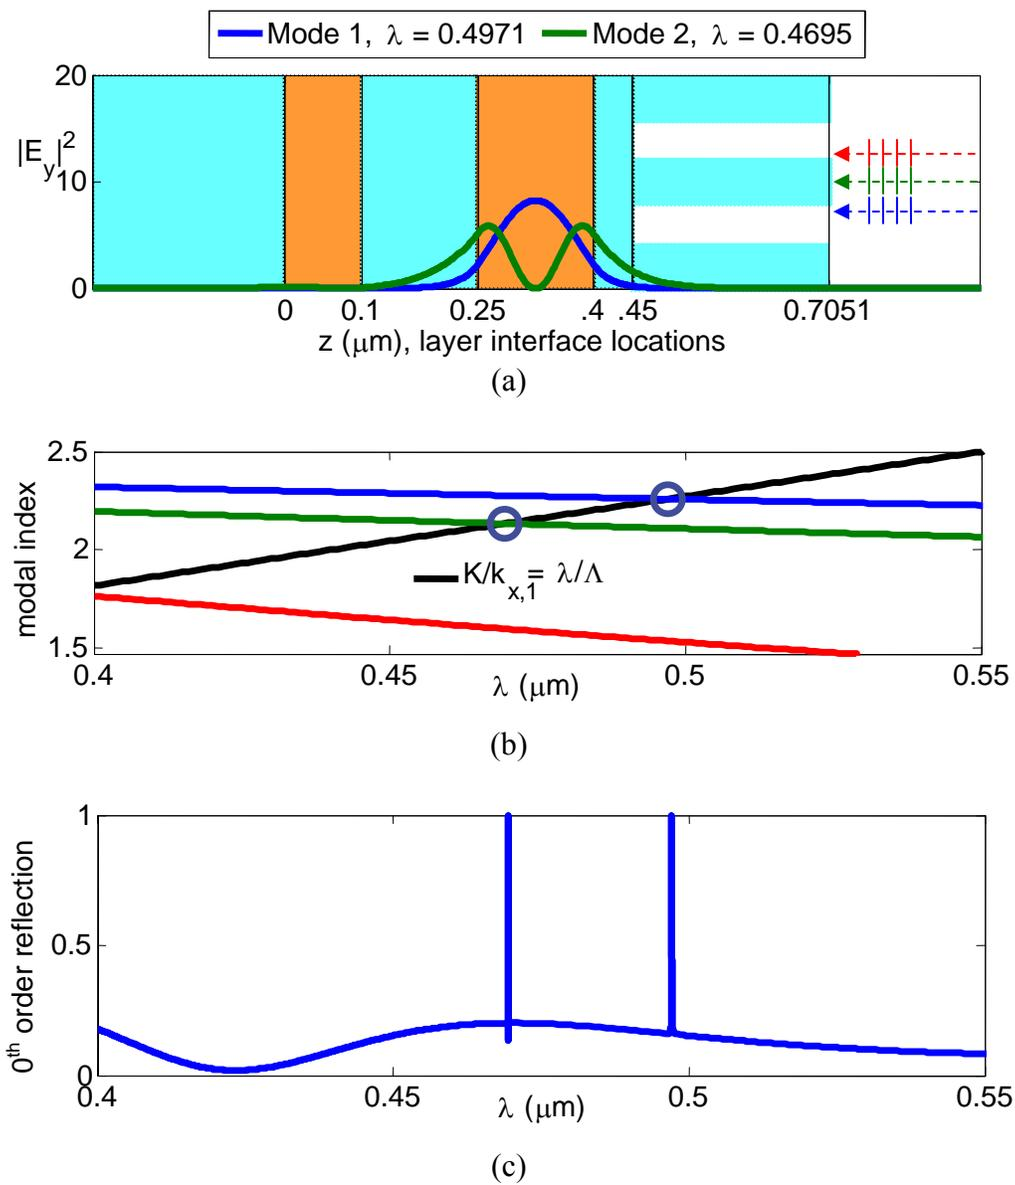 Mode 1, λ = 0.4971 Mode 2, λ = 0.4695
20
|E_y|^2
10
0
0 0.1 0.25 .4 .45 0.7051
z (μm), layer interface locations
(a)
2.5
modal index
2
K/k_x,1 = λ/Λ
1.5
0.4 0.45 0.5 0.55
λ (μm)
(b)
1
0th order reflection
0.5
0
0.4 0.45 0.5 0.55
λ (μm)
(c)